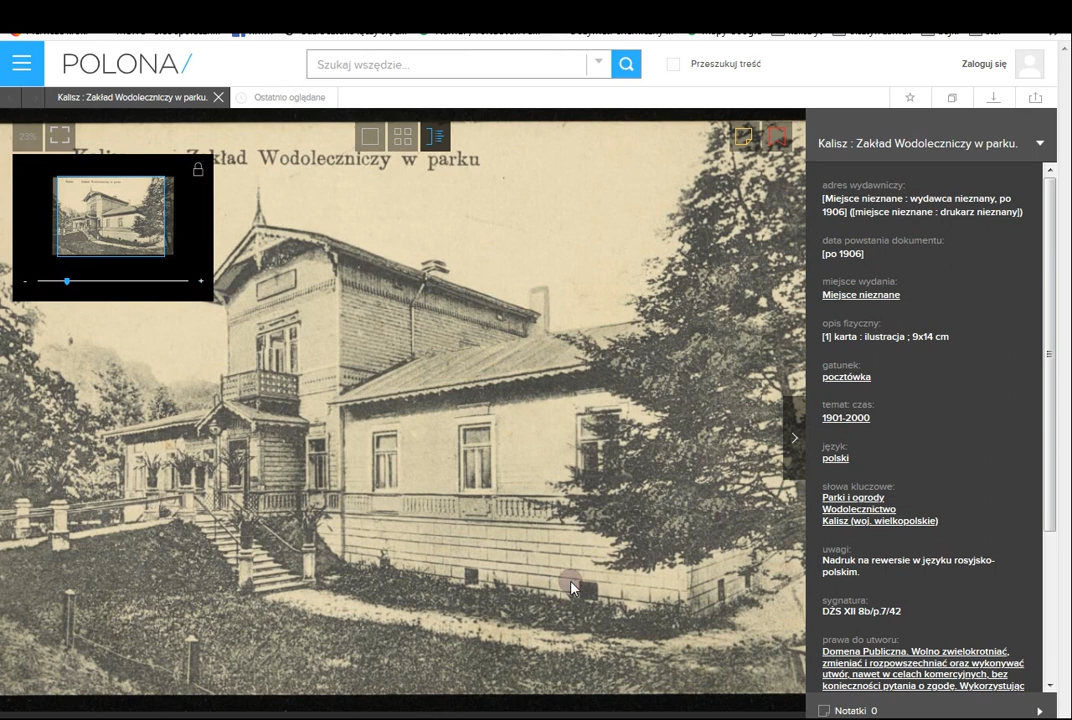 POLONA/
Szukaj wszędzie...
Przeszukaj treść
Zaloguj się
Kalisz : Zakład Wodoleczniczy w parku.
Ostatnio oglądane
23%
Zakład Wodoleczniczy w parku
- +
Kalisz : Zakład Wodoleczniczy w parku.
adres wydawniczy:
[Miejsce nieznane : wydawca nieznany, po
1906] ([miejsce nieznane : drukarz nieznany])
data powstania dokumentu:
[po 1906]
miejsce wydania:
Miejsce nieznane
opis fizyczny:
[1] karta : ilustracja ; 9x14 cm
gatunek:
pocztówka
temat: czas:
1901-2000
język:
polski
słowa kluczowe:
Parki i ogrody
Wodolecznictwo
Kalisz (woj. wielkopolskie)
uwagi:
Nadruk na rewersie w języku rosyjsko-
polskim.
sygnatura:
DŻS XII 8b/p.7/42
prawa do utworu:
Domena Publiczna. Wolno zwielokrotniać,
zmieniać i rozpowszechniać oraz wykonywać
utwór, nawet w celach komercyjnych, bez
konieczności pytania o zgodę. Wykorzystując
Notatki 0